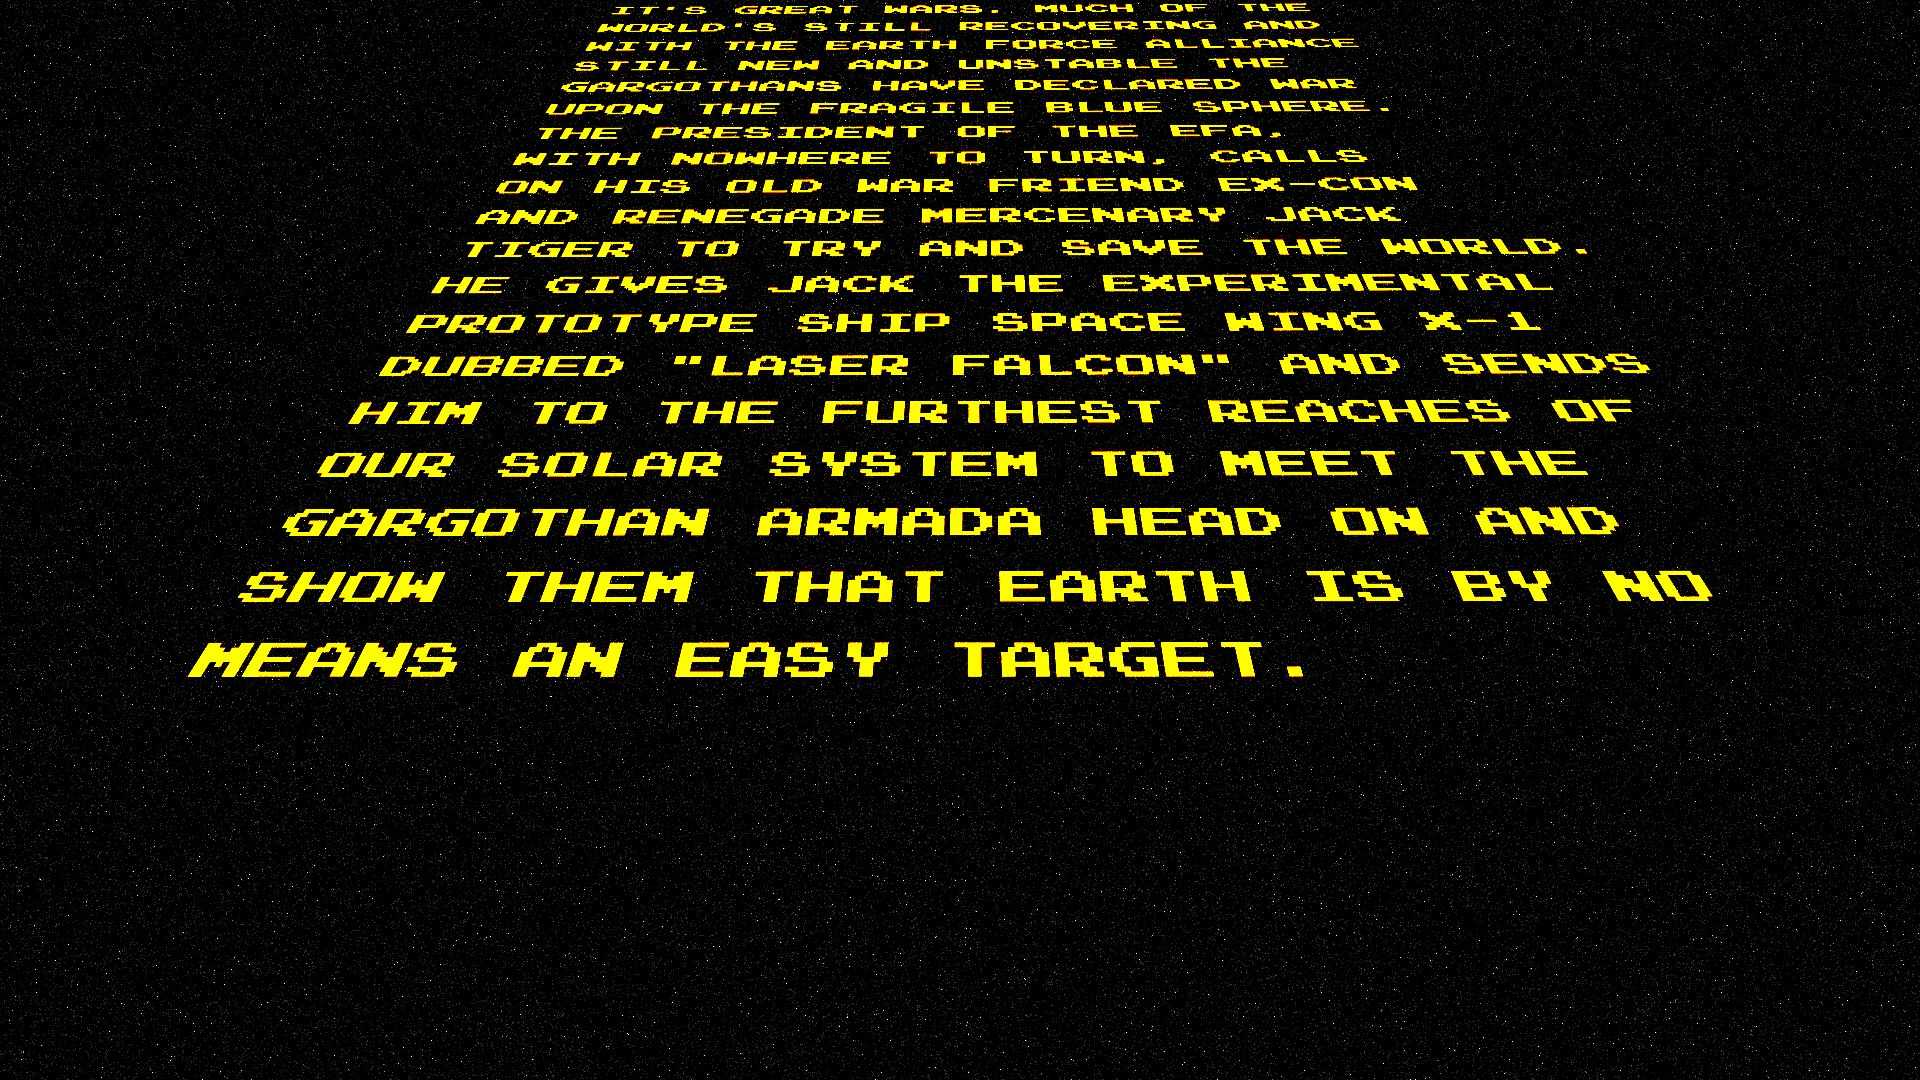 IT'S GREAT WARS. MUCH OF THE
WORLD'S STILL RECOVERING AND
WITH THE EARTH FORCE ALLIANCE
STILL NEW AND UNSTABLE THE
GARGOTHANS HAVE DECLARED WAR
UPON THE FRAGILE BLUE SPHERE.
THE PRESIDENT OF THE EFA,
WITH NOWHERE TO TURN, CALLS
ON HIS OLD WAR FRIEND EX-CON
AND RENEGADE MERCENARY JACK
TIGER TO TRY AND SAVE THE WORLD.
HE GIVES JACK THE EXPERIMENTAL
PROTOTYPE SHIP SPACE WING X-1
DUBBED "LASER FALCON" AND SENDS
HIM TO THE FURTHEST REACHES OF
OUR SOLAR SYSTEM TO MEET THE
GARGOTHAN ARMADA HEAD ON AND
SHOW THEM THAT EARTH IS BY NO
MEANS AN EASY TARGET.